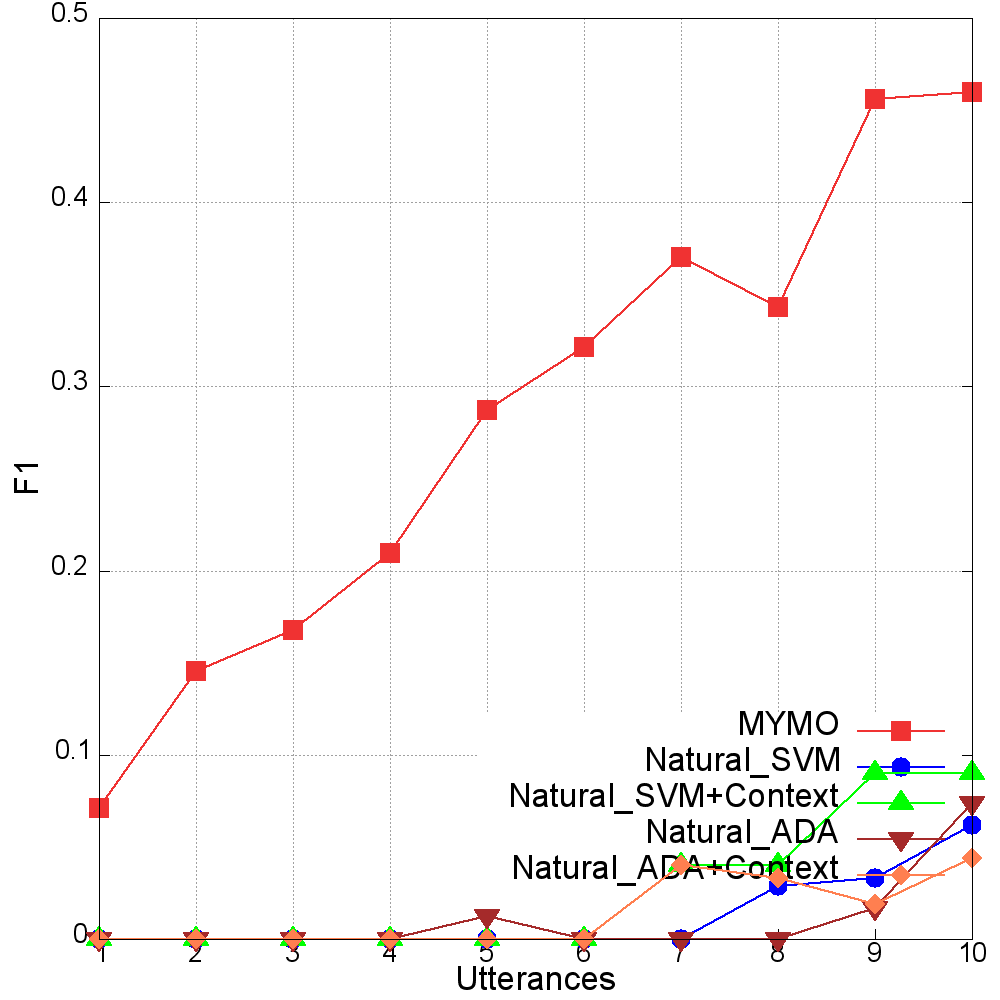 0.5
0.4
0.3
0.2
0.1
0
F1
MYMO
Natural_SVM
Natural_SVM+Context
Natural_ADA
Natural_ADA+Context
1 2 3 4 5 6 7 8 9 10
Utterances